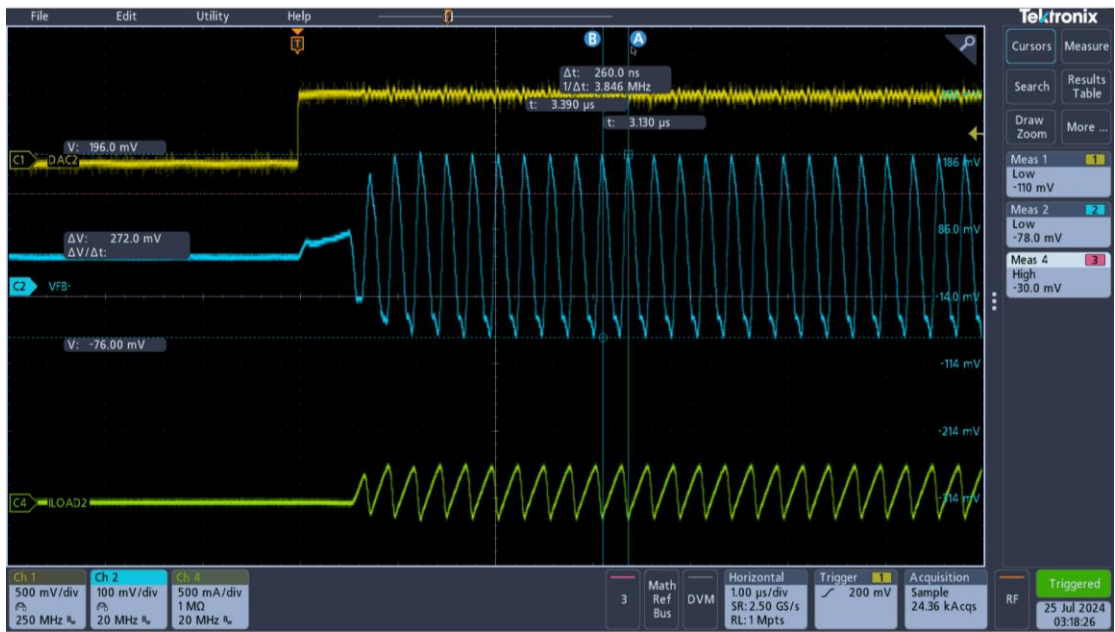 File Edit Utility Help
Tektronix
Cursors Measure
Search Results Table
Draw Zoom More ...
Meas 1 1
Low
-110 mV
Meas 2 2
Low
-78.0 mV
Meas 4 3
High
-30.0 mV
T
B A
Δt: 260.0 ns
1/Δt: 3.846 MHz
t: 3.390 µs
t: 3.130 µs
V: 196.0 mV
C1 DAC2
186 mV
ΔV: 272.0 mV
ΔV/Δt:
86.0 mV
C2 VFB-
-14.0 mV
V: -76.00 mV
-114 mV
-214 mV
C4 ILOAD2
-314 mV
Ch 1
500 mV/div
250 MHz
Ch 2
100 mV/div
20 MHz
Ch 4
500 mA/div
1 MΩ
20 MHz
3
Math
Ref
Bus
DVM
Horizontal
1.00 µs/div
SR: 2.50 GS/s
RL: 1 Mpts
Trigger 1
200 mV
Acquisition
Sample
24.36 kAcqs
RF
Triggered
25 Jul 2024
03:18:26